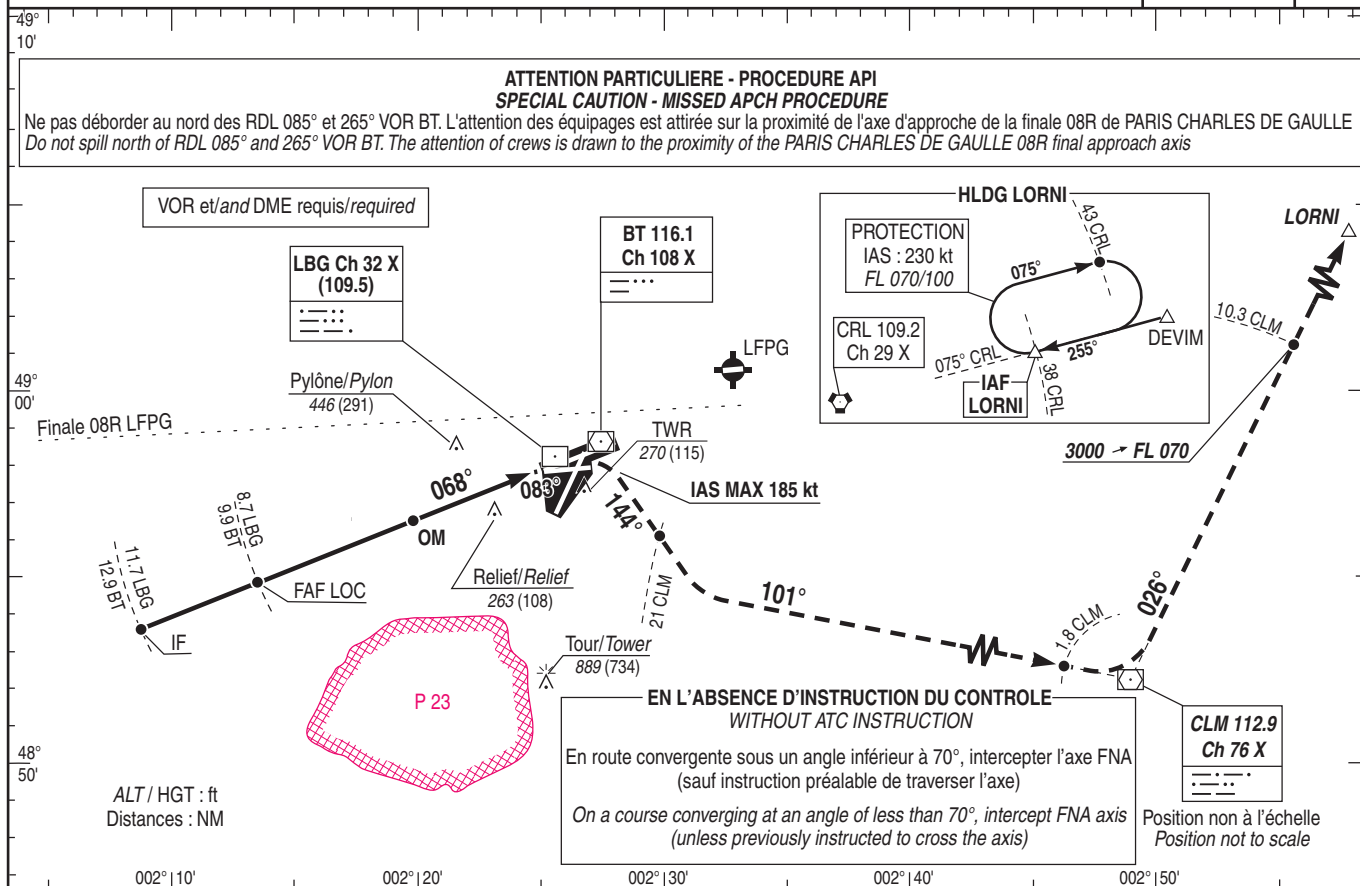 49°
10'
ATTENTION PARTICULIERE - PROCEDURE API
SPECIAL CAUTION - MISSED APCH PROCEDURE
Ne pas déborder au nord des RDL 085° et 265° VOR BT. L'attention des équipages est attirée sur la proximité de l'axe d'approche de la finale 08R de PARIS CHARLES DE GAULLE
Do not spill north of RDL 085° and 265° VOR BT. The attention of crews is drawn to the proximity of the PARIS CHARLES DE GAULLE 08R final approach axis
VOR et/and DME requis/required
LBG Ch 32 X
(109.5)
BT 116.1
Ch 108 X
HLDG LORNI
PROTECTION
IAS : 230 kt
FL 070/100
43 CRL
075°
CRL 109.2
Ch 29 X
075° CRL
255°
38 CRL
DEVIM
IAF
LORNI
LORNI
10.3 CLM
3000 → FL 070
LFPG
Pylône/Pylon
446 (291)
49°
00'
Finale 08R LFPG
TWR
270 (115)
068°
083°
IAS MAX 185 kt
144°
OM
8.7 LBG
9.9 BT
11.7 LBG
12.9 BT
FAF LOC
IF
Relief/Relief
263 (108)
21 CLM
101°
026°
1.8 CLM
Tour/Tower
889 (734)
P 23
EN L'ABSENCE D'INSTRUCTION DU CONTROLE
WITHOUT ATC INSTRUCTION
En route convergente sous un angle inférieur à 70°, intercepter l'axe FNA
(sauf instruction préalable de traverser l'axe)
On a course converging at an angle of less than 70°, intercept FNA axis
(unless previously instructed to cross the axis)
CLM 112.9
Ch 76 X
Position non à l'échelle
Position not to scale
48°
50'
ALT / HGT : ft
Distances : NM
002°10'
002°20'
002°30'
002°40'
002°50'